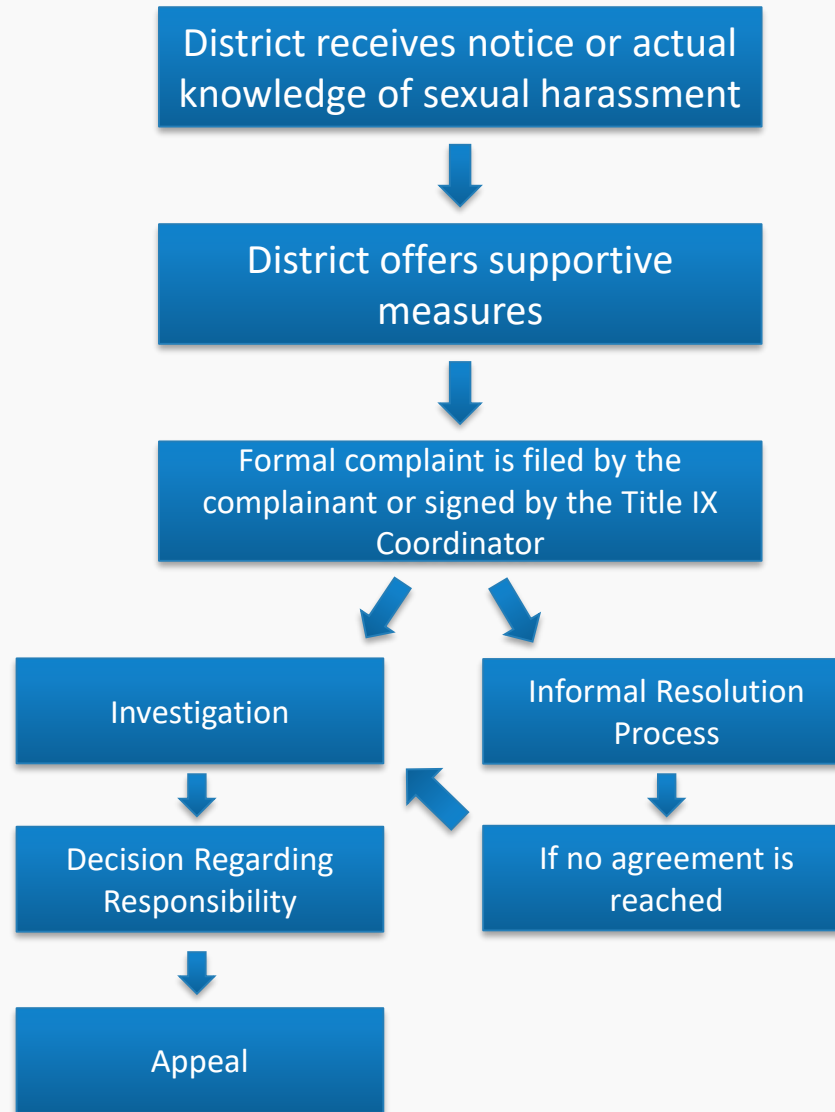 District receives notice or actual
knowledge of sexual harassment
District offers supportive
measures
Formal complaint is filed by the
complainant or signed by the Title IX
Coordinator
Investigation
Informal Resolution
Process
Decision Regarding
Responsibility
If no agreement is
reached
Appeal